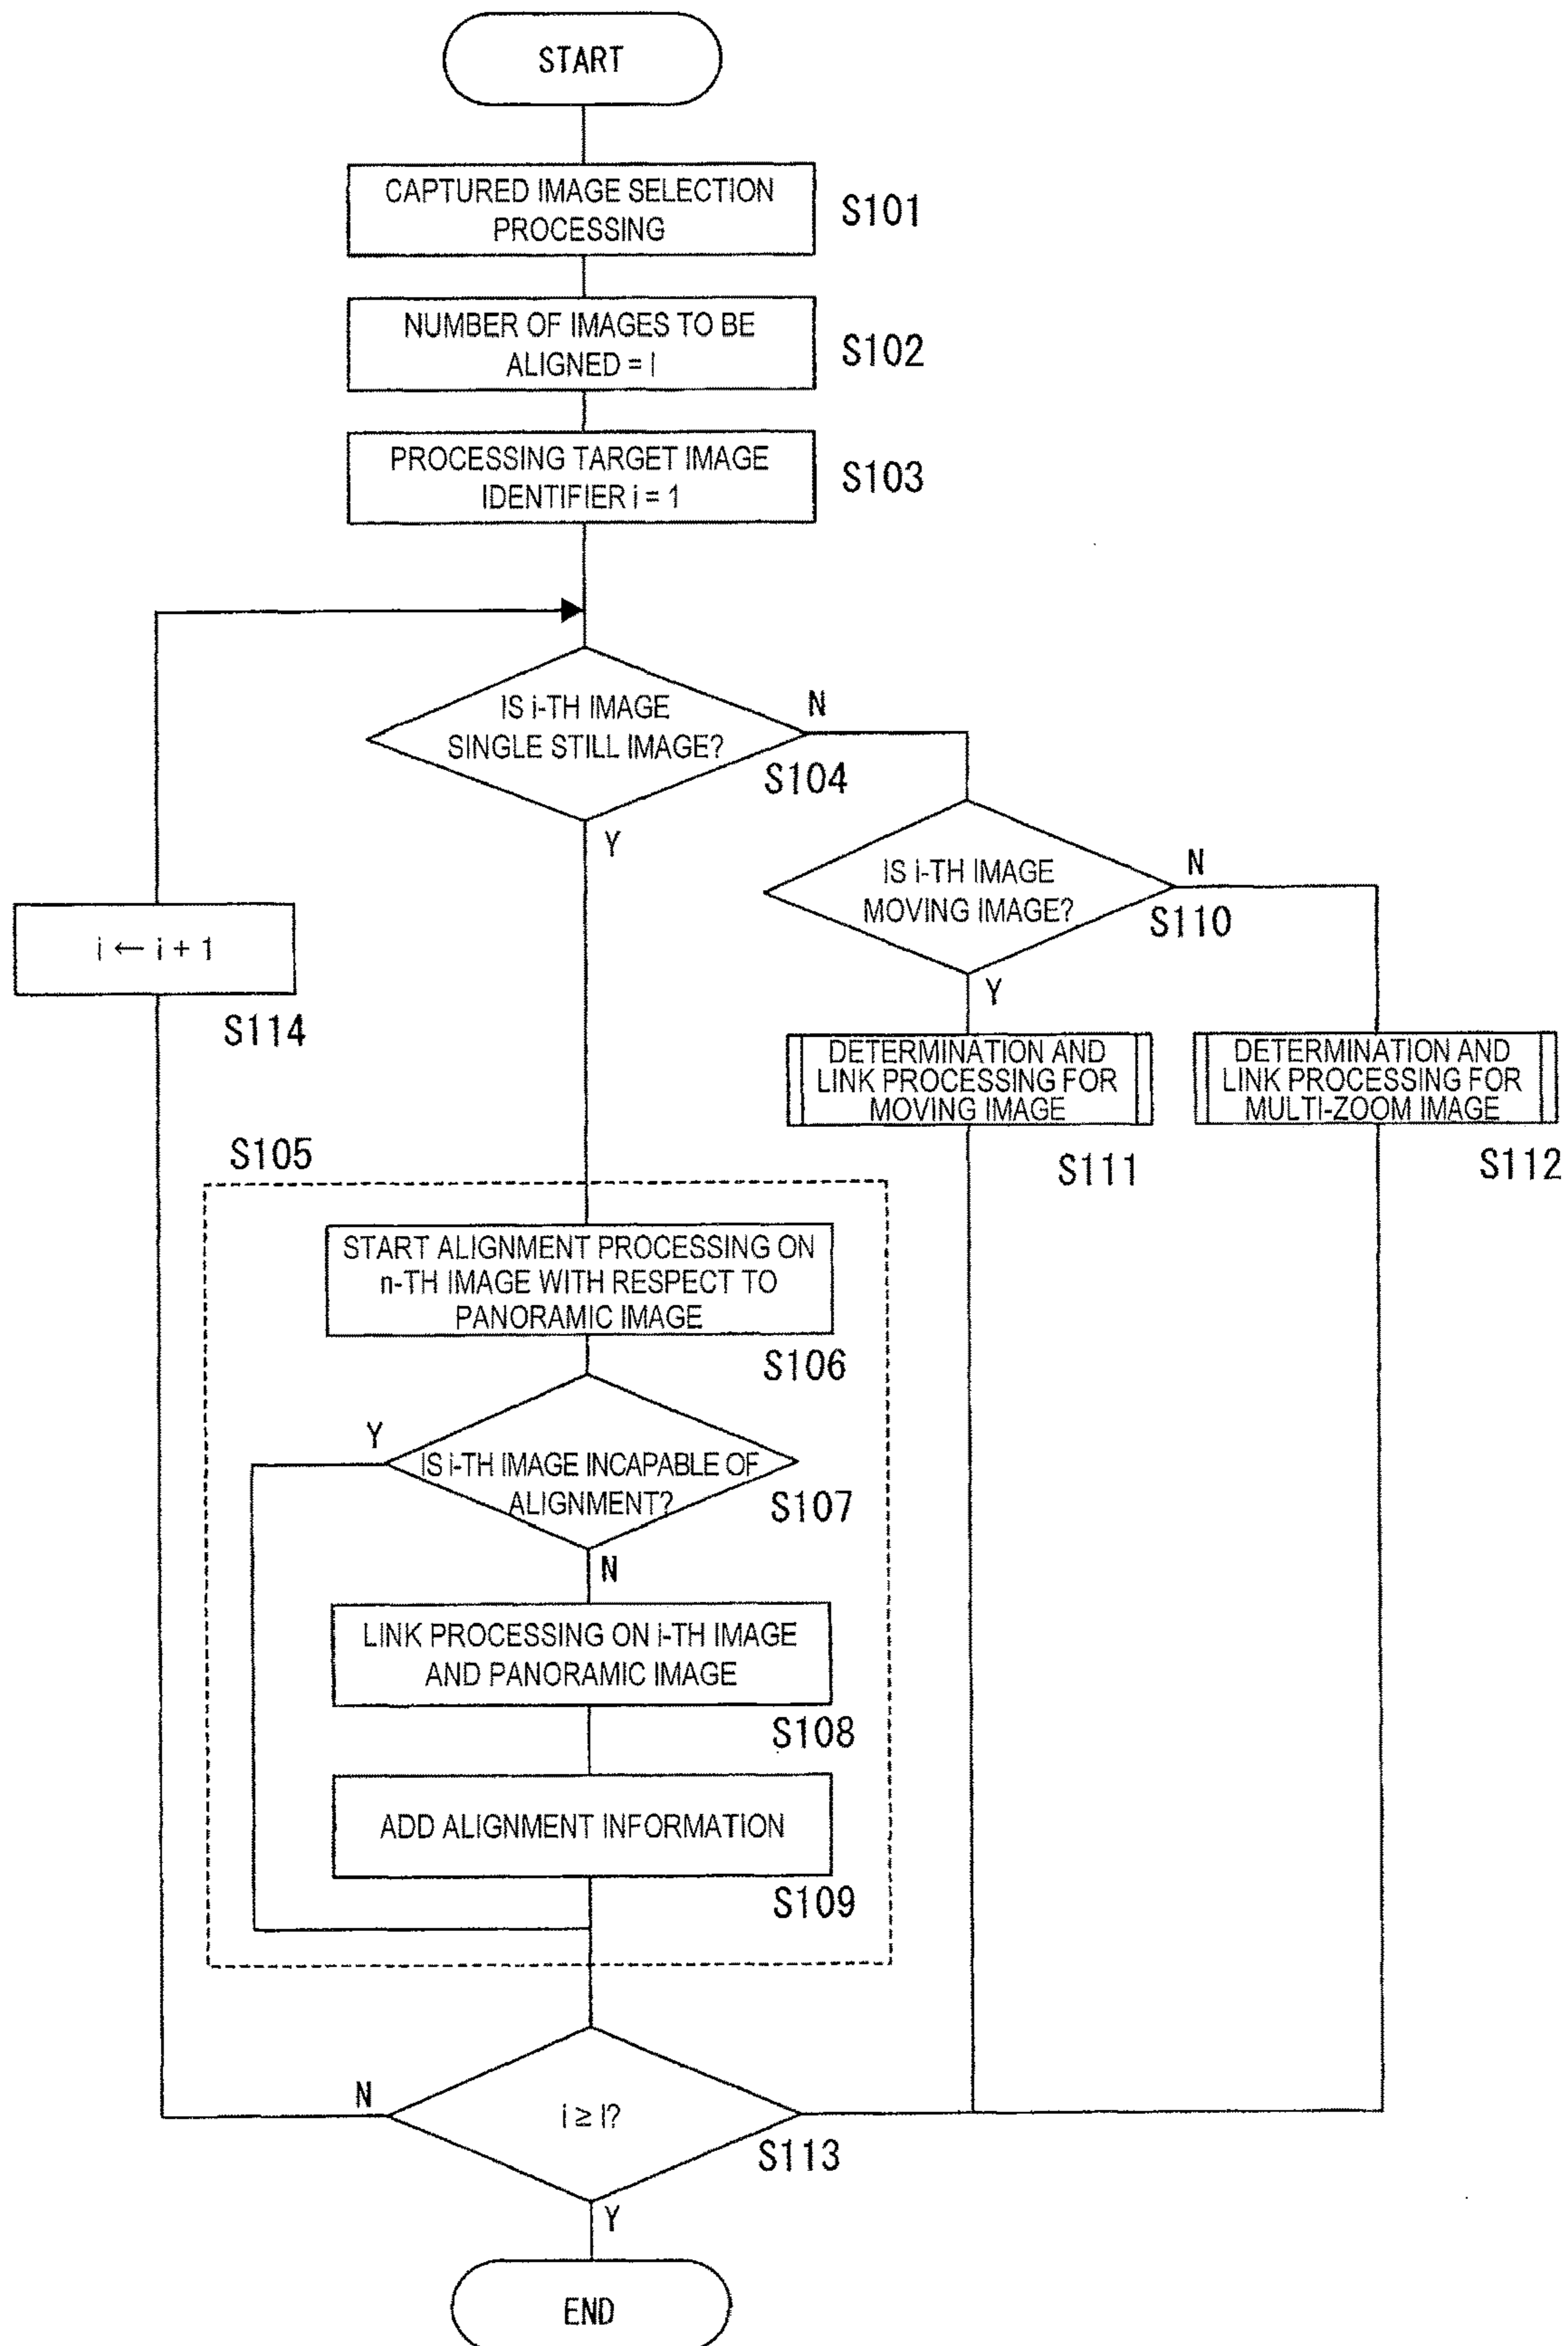 START
CAPTURED IMAGE SELECTION
PROCESSING
S101
NUMBER OF IMAGES TO BE
ALIGNED = I
S102
PROCESSING TARGET IMAGE
IDENTIFIER i = 1
S103
IS i-TH IMAGE
SINGLE STILL IMAGE?
N
S104
Y
IS i-TH IMAGE
MOVING IMAGE?
N
S110
Y
i ← i + 1
S114
DETERMINATION AND
LINK PROCESSING FOR
MOVING IMAGE
S111
DETERMINATION AND
LINK PROCESSING FOR
MULTI-ZOOM IMAGE
S112
S105
START ALIGNMENT PROCESSING ON
n-TH IMAGE WITH RESPECT TO
PANORAMIC IMAGE
S106
Y
IS i-TH IMAGE INCAPABLE OF
ALIGNMENT?
S107
N
LINK PROCESSING ON i-TH IMAGE
AND PANORAMIC IMAGE
S108
ADD ALIGNMENT INFORMATION
S109
N
i ≥ I?
S113
Y
END